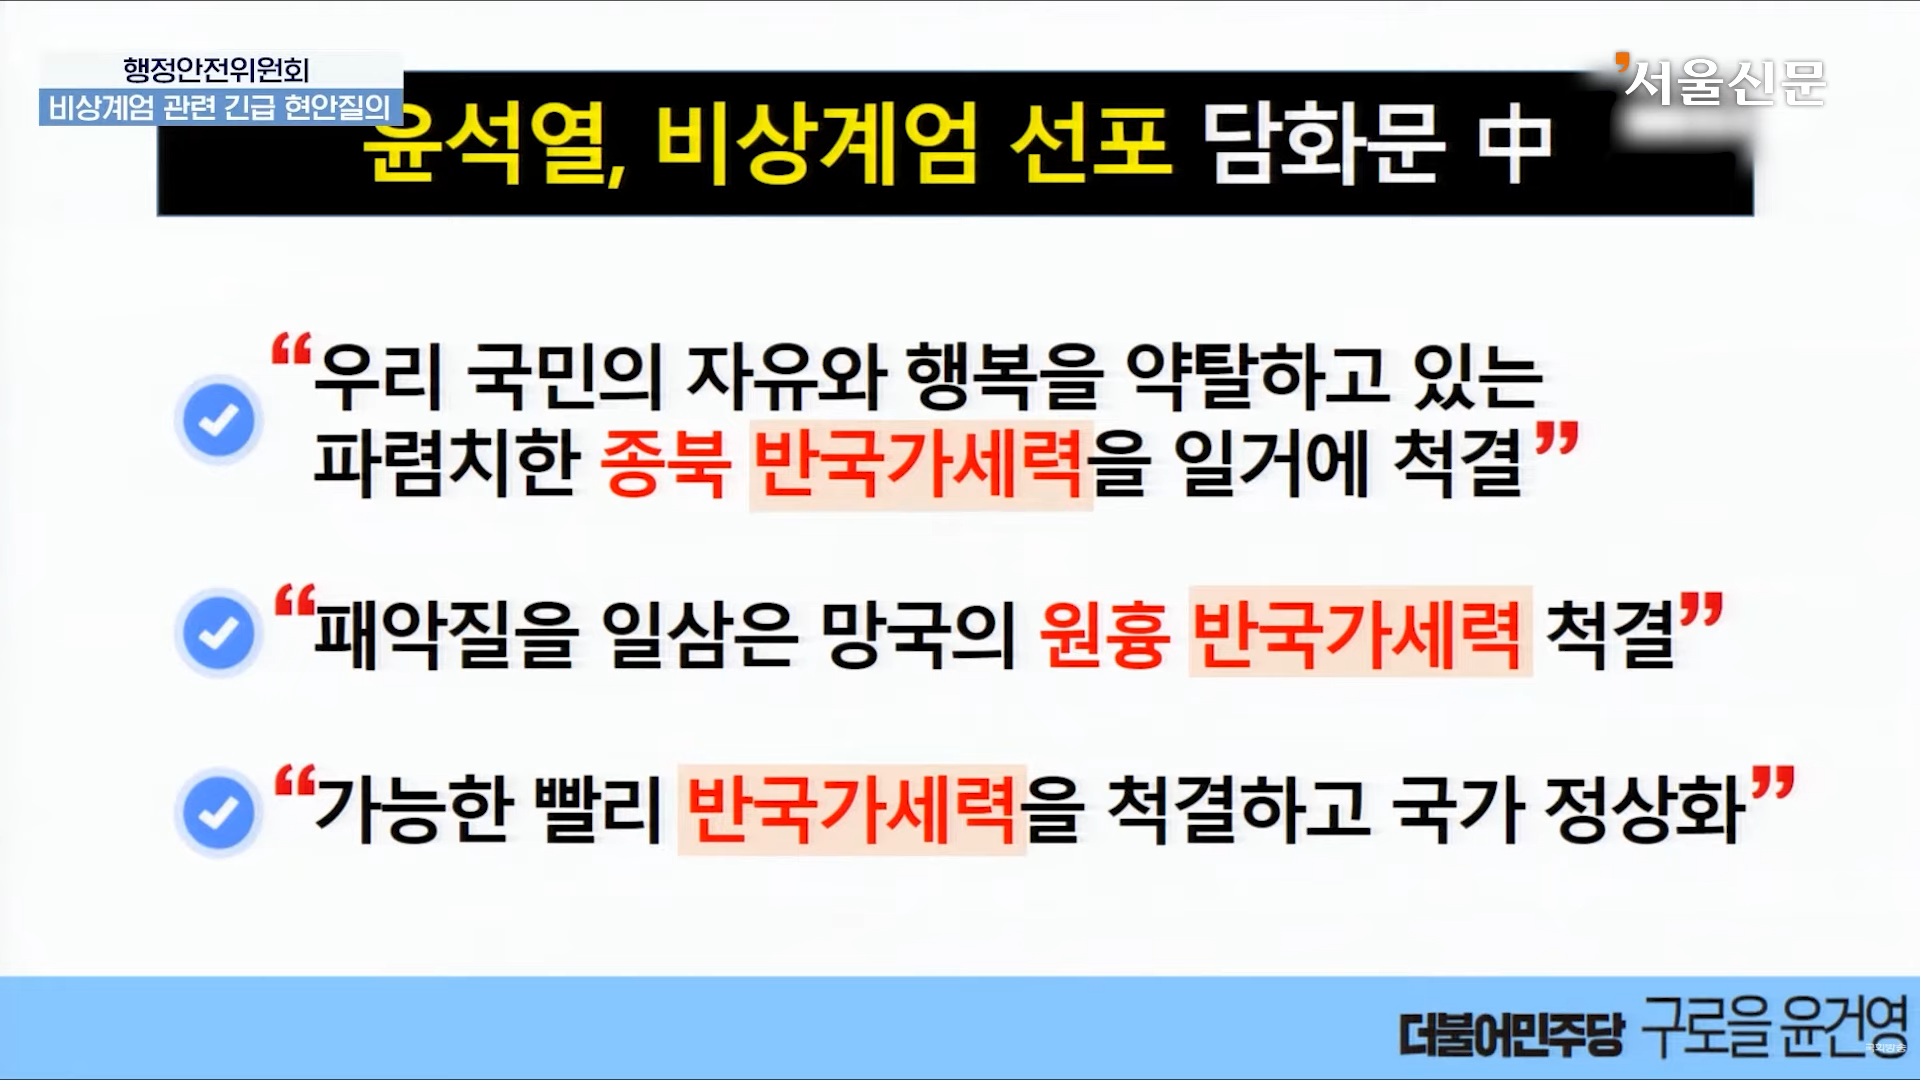 행정안전위원회
비상계엄 관련 긴급 현안질의
서울신문
윤석열, 비상계엄 선포 담화문 中
“우리 국민의 자유와 행복을 약탈하고 있는
파렴치한 종북 반국가세력을 일거에 척결”
“패악질을 일삼은 망국의 원흉 반국가세력 척결”
“가능한 빨리 반국가세력을 척결하고 국가 정상화”
더불어민주당 구로을 윤건영
국회방송